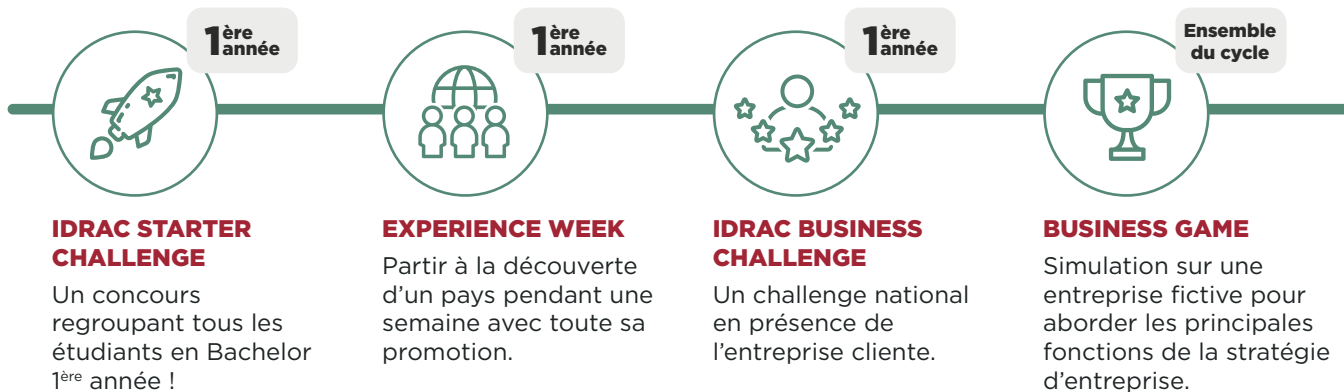 1ère année
IDRAC STARTER
CHALLENGE
Un concours
regroupant tous les
étudiants en Bachelor
1ère année !
1ère année
EXPERIENCE WEEK
Partir à la découverte
d'un pays pendant une
semaine avec toute sa
promotion.
1ère année
IDRAC BUSINESS
CHALLENGE
Un challenge national
en présence de
l'entreprise cliente.
Ensemble
du cycle
BUSINESS GAME
Simulation sur une
entreprise fictive pour
aborder les principales
fonctions de la stratégie
d'entreprise.